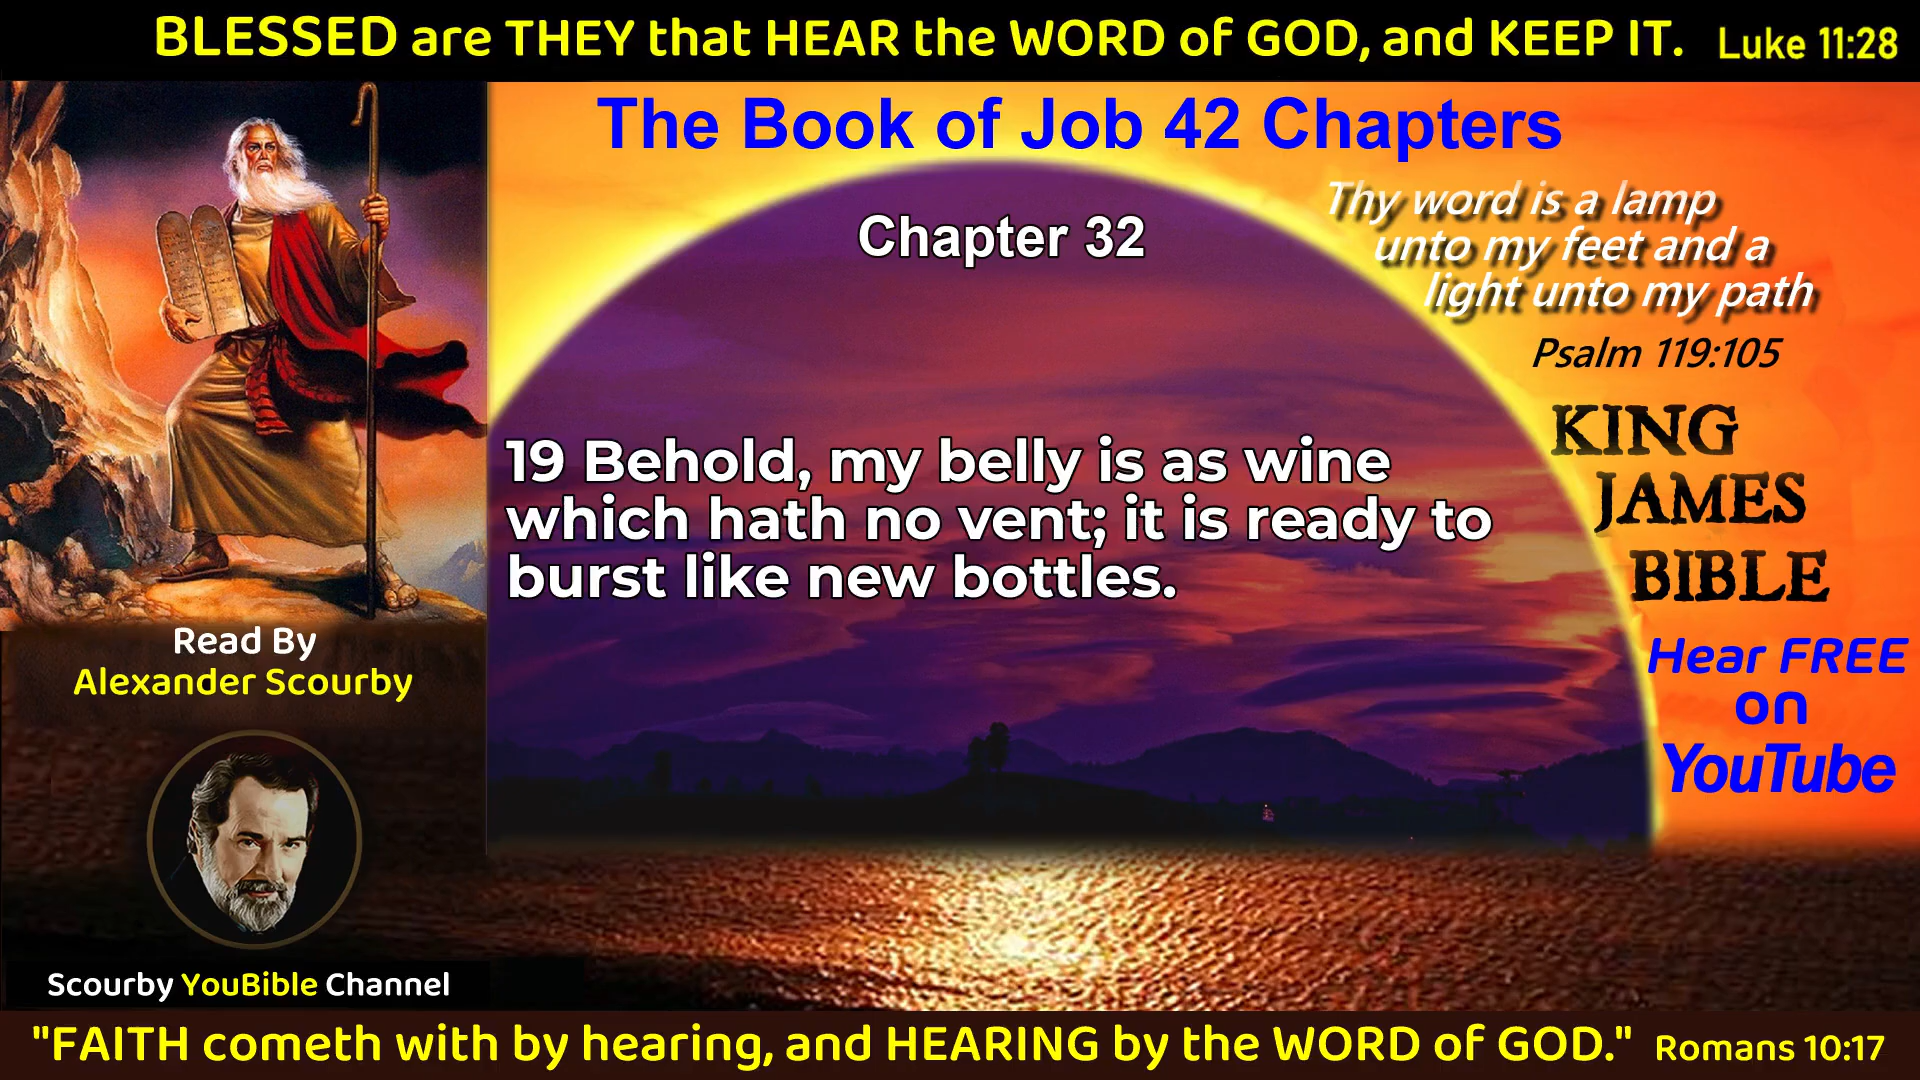 BLESSED are THEY that HEAR the WORD of GOD, and KEEP IT. Luke 11:28
The Book of Job 42 Chapters
Thy word is a lamp
unto my feet and a
light unto my path
Psalm 119:105
Chapter 32
KING
JAMES
BIBLE
19 Behold, my belly is as wine
which hath no vent; it is ready to
burst like new bottles.
Hear FREE
on
YouTube
Read By
Alexander Scourby
Scourby YouBible Channel
"FAITH cometh with by hearing, and HEARING by the WORD of GOD." Romans 10:17